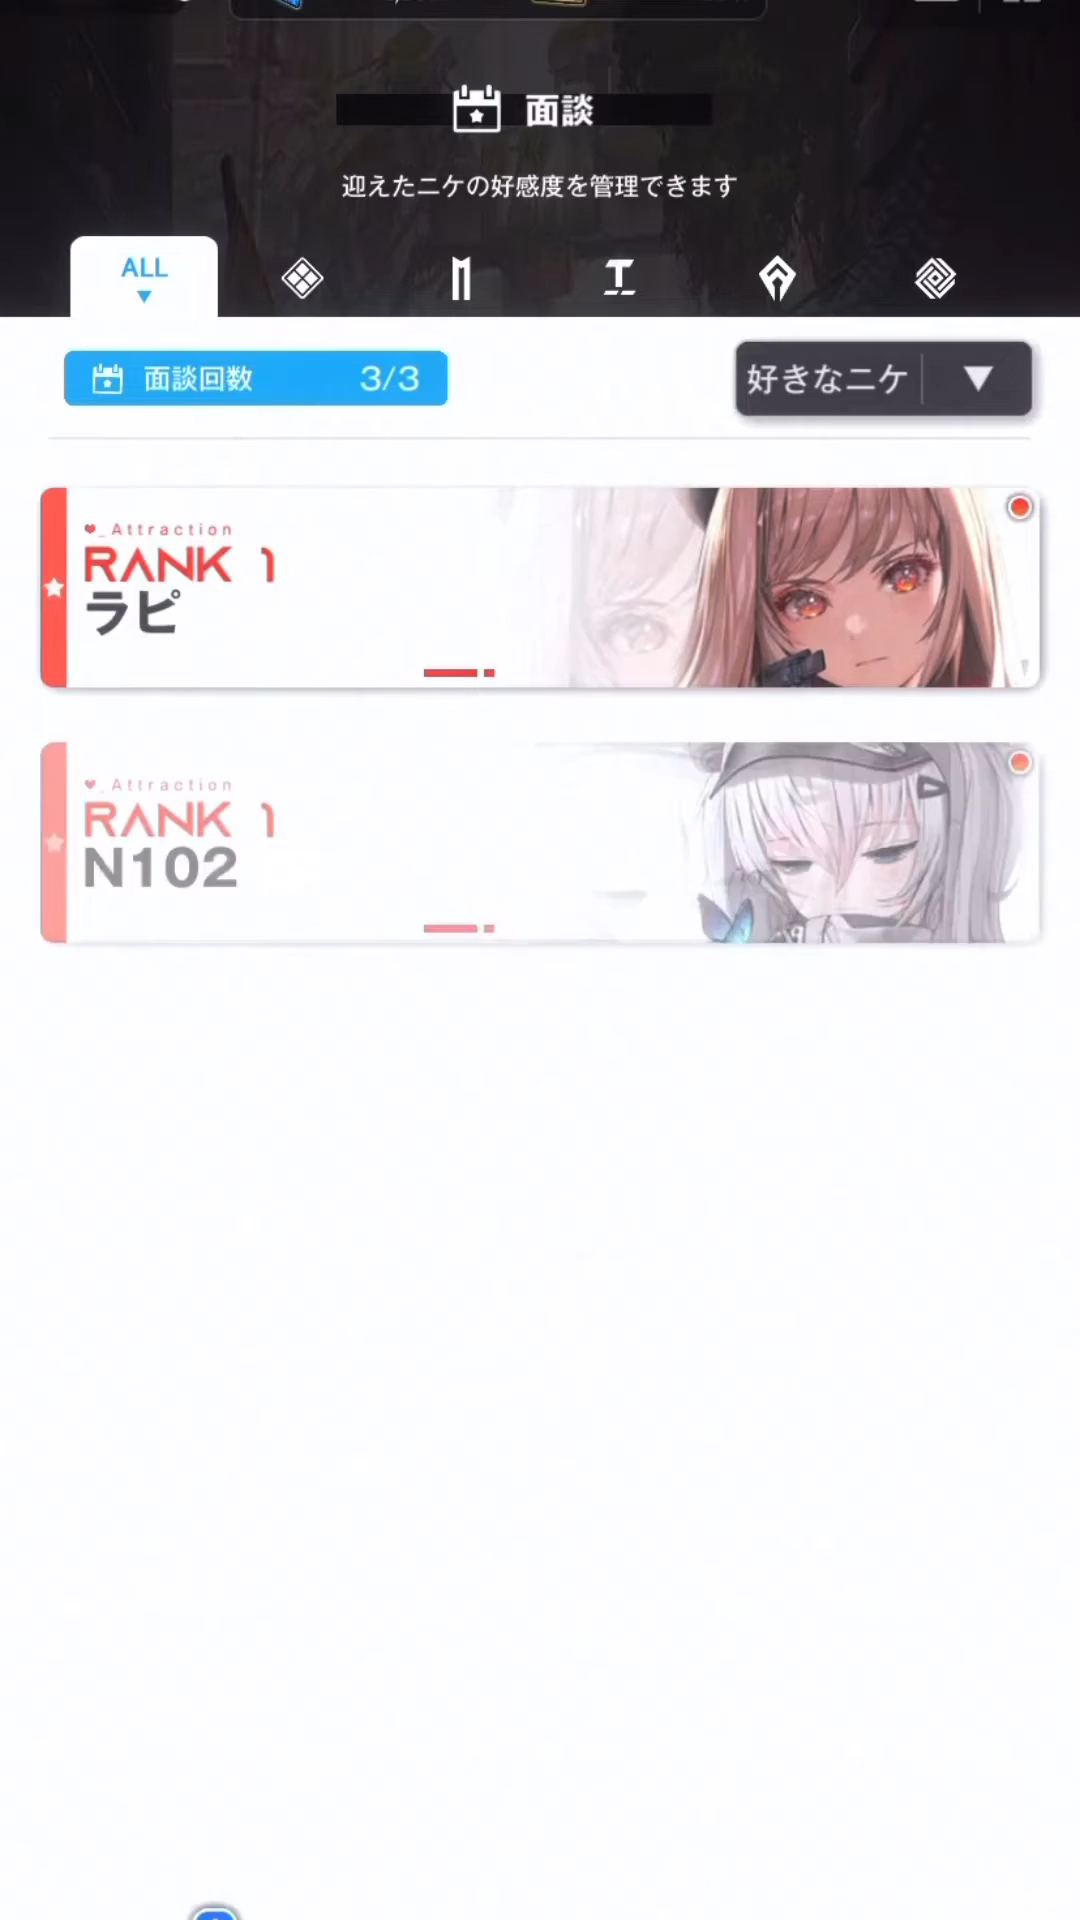 面談
迎えたニケの好感度を管理できます
ALL
面談回数 3/3
好きなニケ
Attraction
RANK 1
ラピ
Attraction
RANK 1
N102